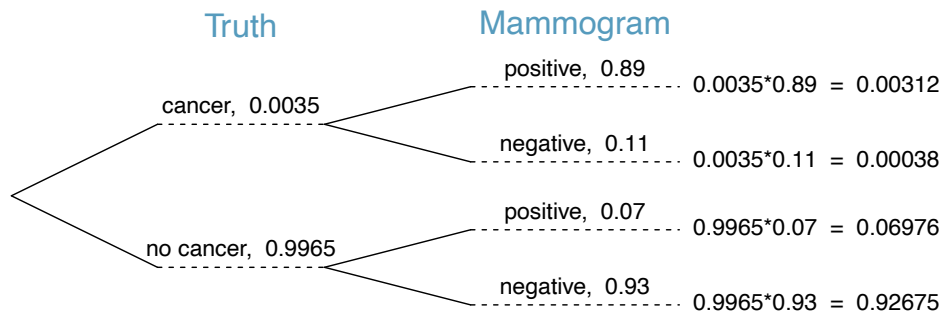 Truth
Mammogram
cancer, 0.0035
positive, 0.89
0.0035*0.89 = 0.00312
negative, 0.11
0.0035*0.11 = 0.00038
no cancer, 0.9965
positive, 0.07
0.9965*0.07 = 0.06976
negative, 0.93
0.9965*0.93 = 0.92675